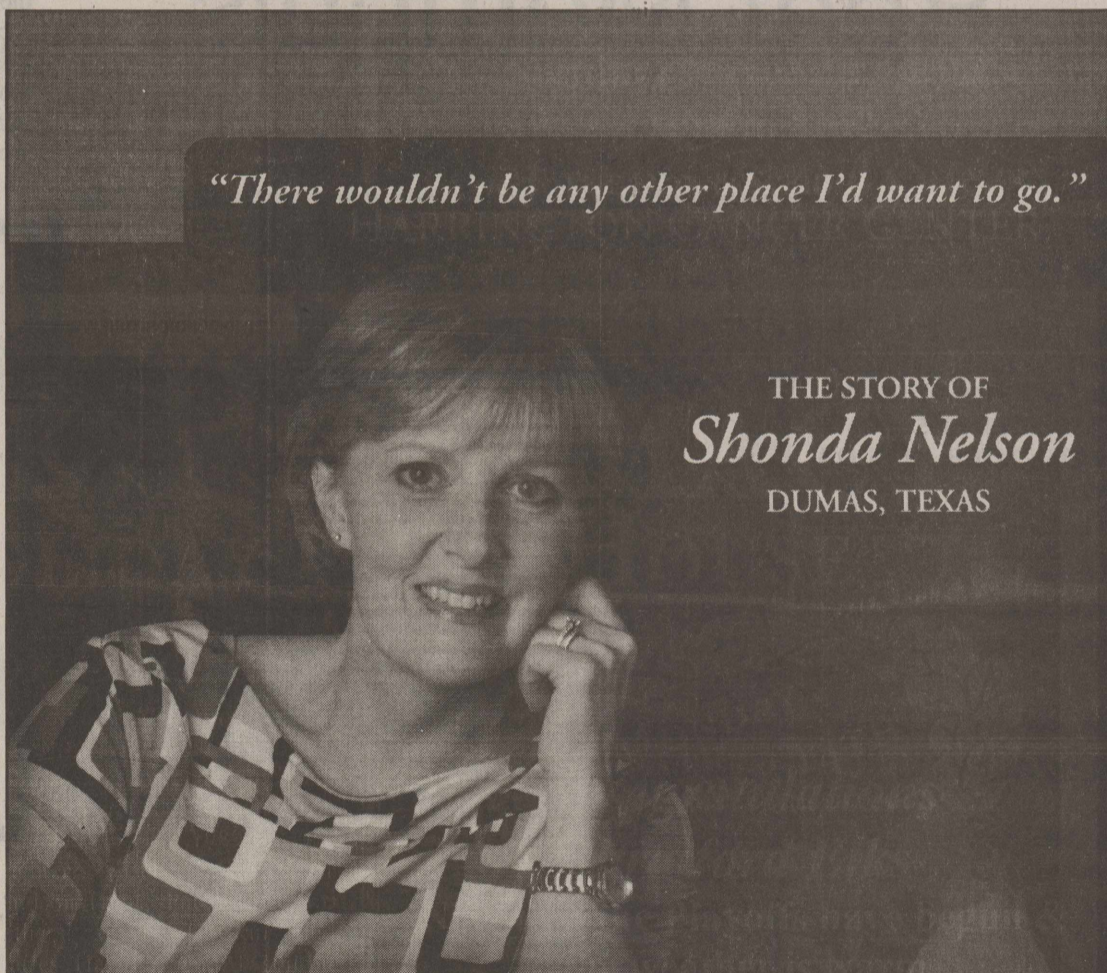 “There wouldn’t be any other place I’d want to go.”
THE STORY OF
Shonda Nelson
DUMAS, TEXAS